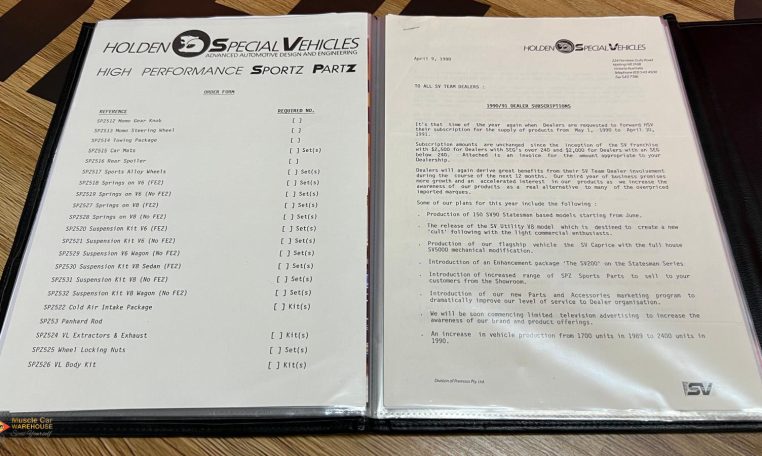 HOLDEN SPECIAL VEHICLES
ADVANCED AUTOMOTIVE DESIGN AND ENGINEERING
HIGH PERFORMANCE SPORTZ PARTZ
ORDER FORM
REFERENCE REQUIRED NO.
SPZ512 Momo Gear Knob [ ]
SPZ513 Momo Steering Wheel [ ]
SPZ514 Towing Package [ ]
SPZ515 Car Mats [ ] Set(s)
SPZ516 Rear Spoiler [ ]
SPZ517 Sports Alloy Wheels [ ] Set(s)
SPZ518 Springs on V6 (FE2) [ ] Set(s)
SPZ519 Springs on V8 (No FE2) [ ] Set(s)
SPZ527 Springs on V8 (FE2) [ ] Set(s)
SPZ528 Springs on V8 (No FE2) [ ] Set(s)
SPZ520 Suspension Kit V6 (FE2) [ ] Set(s)
SPZ521 Suspension Kit V6 (No FE2) [ ] Set(s)
SPZ529 Suspension V6 Wagon (No FE2) [ ] Set(s)
SPZ530 Suspension Kit V8 Sedan (FE2) [ ] Set(s)
SPZ531 Suspension Kit V8 (No FE2) [ ] Set(s)
SPZ532 Suspension Kit V8 Wagon (No FE2) [ ] Set(s)
SPZ522 Cold Air Intake Package [ ] Kit(s)
SPZ53 Panhard Rod
SPZ524 VL Extractors & Exhaust [ ] Kit(s)
SPZ525 Wheel Locking Nuts [ ] Set(s)
SPZ526 VL Body Kit [ ] Kit(s)
HOLDEN SPECIAL VEHICLES
April 9, 1990
TO ALL SV TEAM DEALERS :
1990/91 DEALER SUBSCRIPTIONS
It's that time of the year again when Dealers are requested to forward HSV
their subscription for the supply of products from May 1, 1990 to April 30,
1991.
Subscription amounts are unchanged since the inception of the SV Franchise
with $2,500 for Dealers with SEG's over 240 and $2,000 for Dealers with an SEG
below 240. Attached is an invoice for the amount appropriate to your
Dealership.
Dealers will again derive great benefits from their SV Team Dealer involvement
during the course of the next 12 months. Our third year of business promises
more growth and an accelerated interest in our products as we increase the
awareness of our products as a real alternative to many of the overpriced
imported marques.
Some of our plans for this year include the following :
. Production of 150 SV90 Statesman based models starting from June.
. The release of the SV Utility V8 model which is destined to create a new
'cult' following with the light commercial enthusiasts.
. Production of our flagship vehicle the SV Caprice with the full house
SV5000 mechanical modification.
. Introduction of an Enhancement package 'The SV200' on the Statesman Series
. Introduction of increased range of SPZ Sports Parts to sell to your
customers from the Showroom.
. Introduction of our new Parts and Accessories marketing program to
dramatically improve our level of service to Dealer organisation.
. We will be soon commencing limited television advertising to increase the
awareness of our brand and product offerings.
. An increase in vehicle production from 1700 units in 1989 to 2400 units in
1990.
SV
Muscle Car
WAREHOUSE